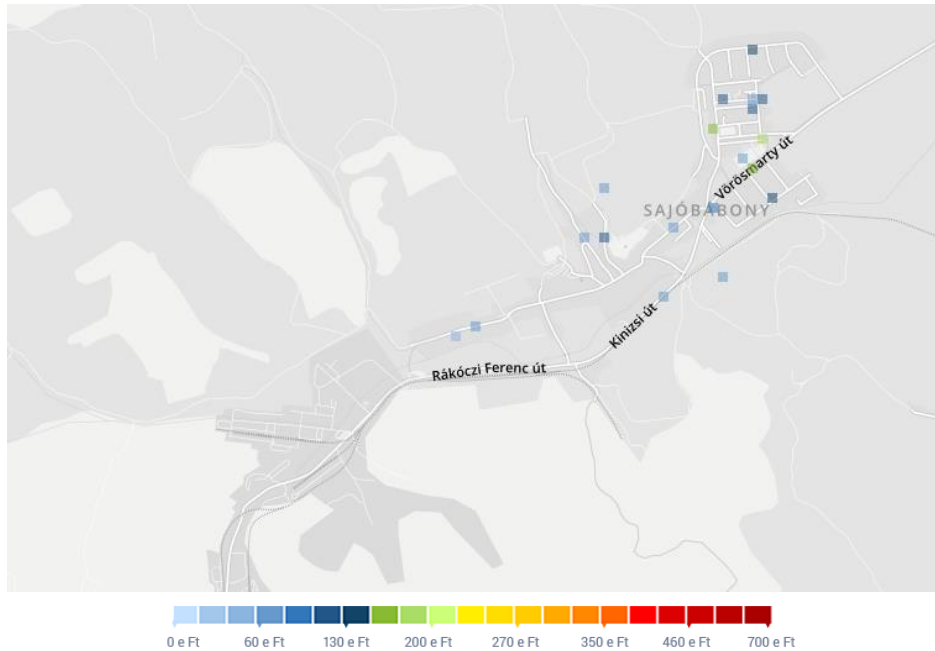 Vörösmarty út
SAJÓBÁBONY
Kinizsi út
Rákóczi Ferenc út
0 e Ft 60 e Ft 130 e Ft 200 e Ft 270 e Ft 350 e Ft 460 e Ft 700 e Ft